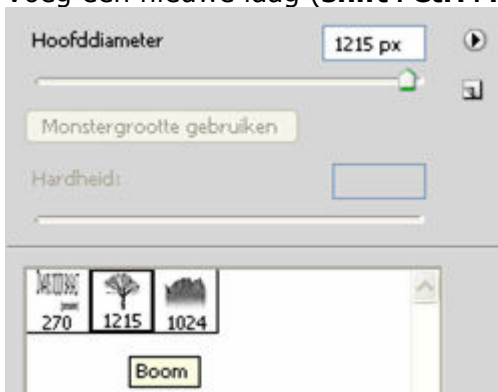 Voeg een nieuwe laag (Shift+Ctrl+
Hoofddiameter
1215 px
Monstergrootte gebruiken
Hardheid:
270 1215 1024
Boom